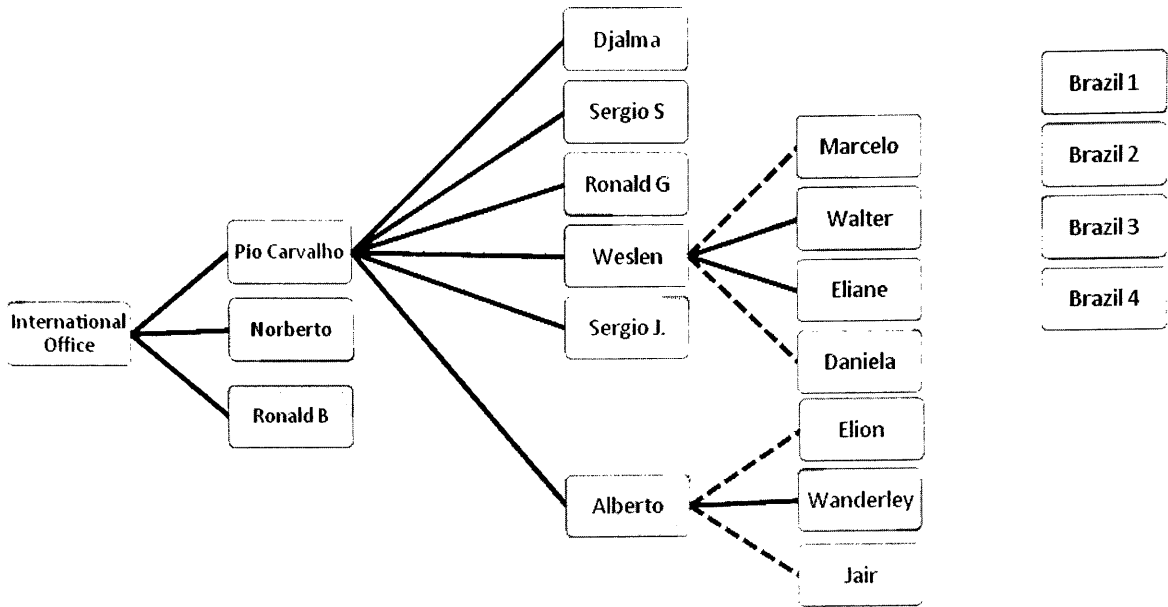 International
Office
Pio Carvalho
Norberto
Ronald B
Djalma
Sergio S
Ronald G
Weslen
Sergio J.
Alberto
Marcelo
Walter
Eliane
Daniela
Elion
Wanderley
Jair
Brazil 1
Brazil 2
Brazil 3
Brazil 4